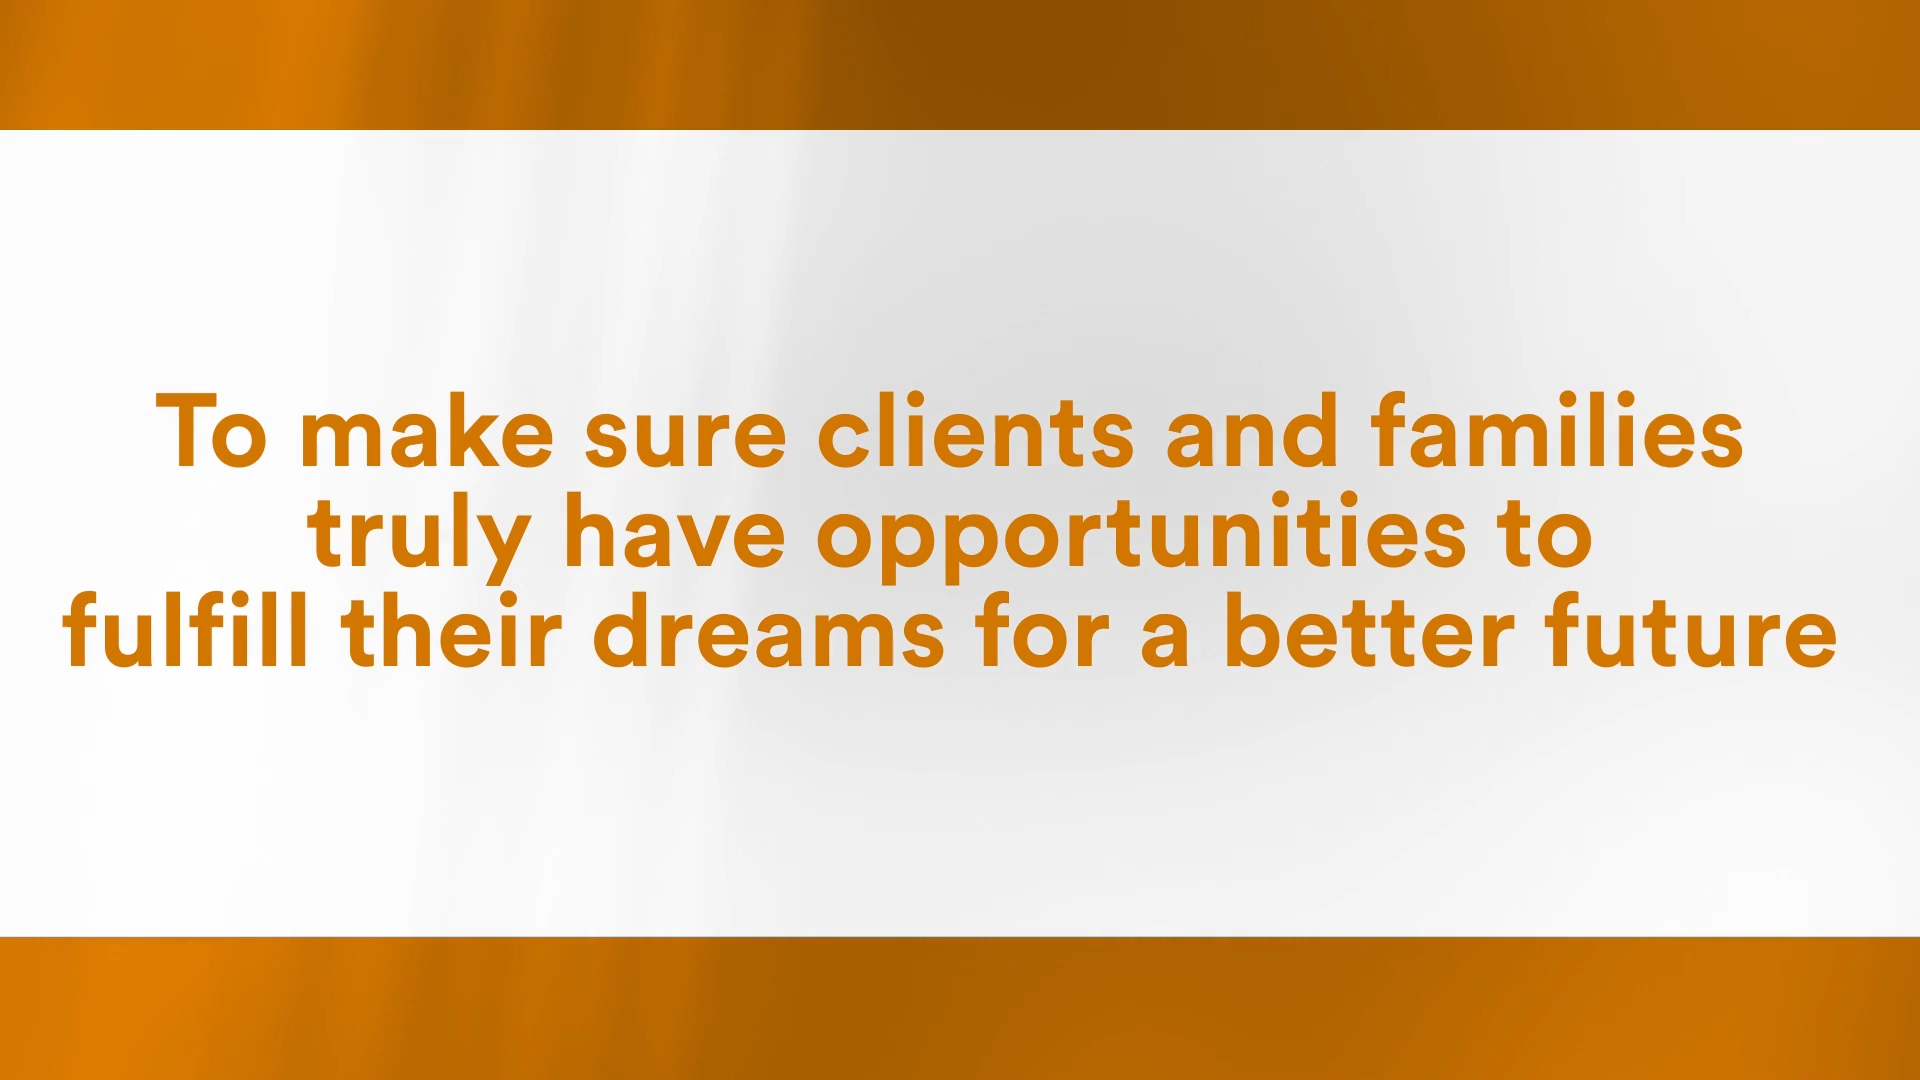 To make sure clients and families
truly have opportunities to
fulfill their dreams for a better future